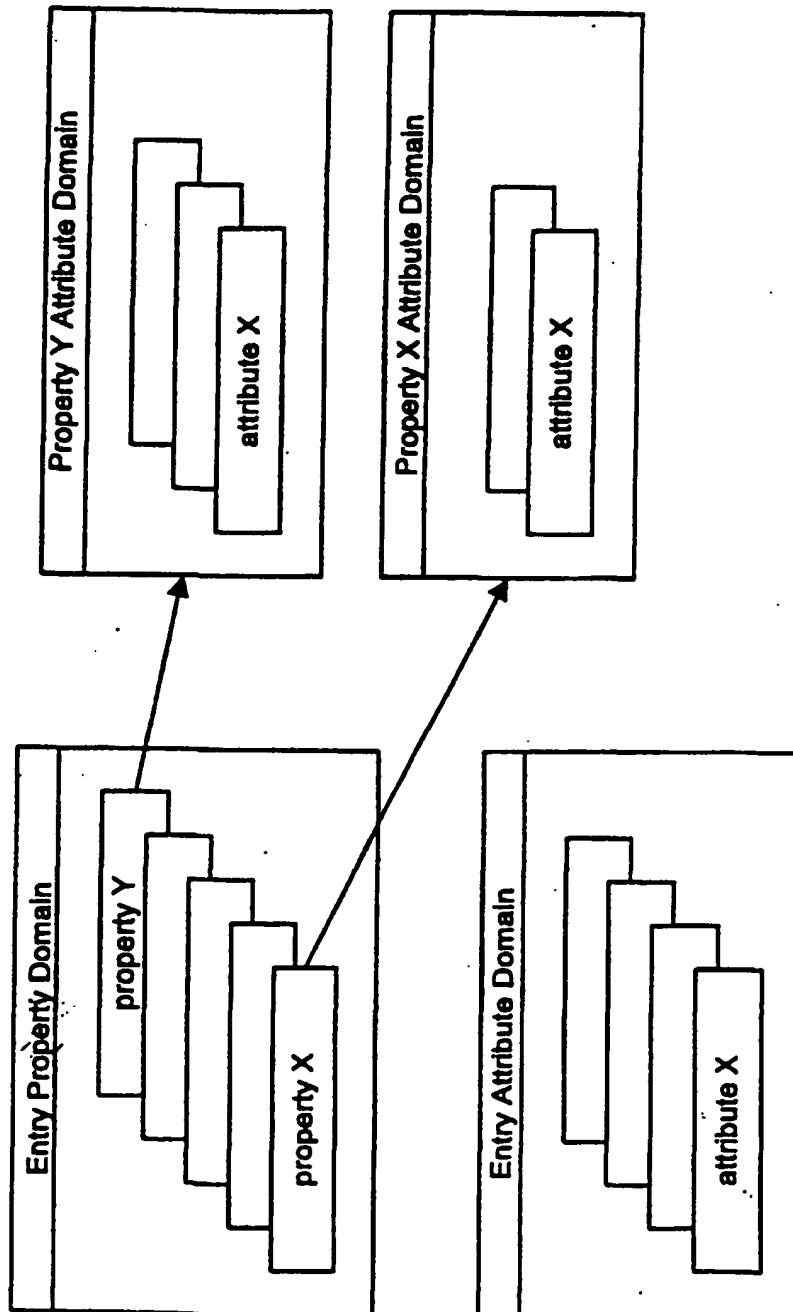 Entry Property Domain
property Y
property X
Property Y Attribute Domain
attribute X
Property X Attribute Domain
attribute X
Entry Attribute Domain
attribute X